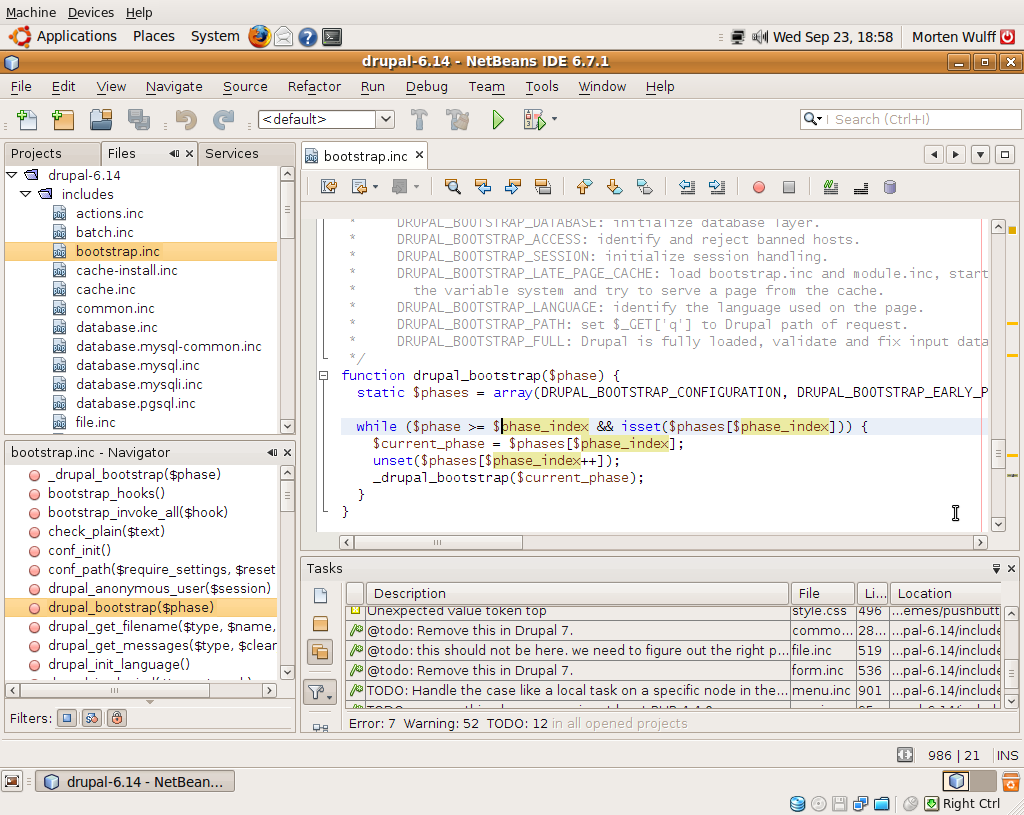 Machine Devices Help
Applications Places System Wed Sep 23, 18:58 Morten Wulff
drupal-6.14 - NetBeans IDE 6.7.1
File Edit View Navigate Source Refactor Run Debug Team Tools Window Help
<default> Search (Ctrl+I)
Projects Files Services
drupal-6.14
includes
actions.inc
batch.inc
bootstrap.inc
cache-install.inc
cache.inc
common.inc
database.inc
database.mysql-common.inc
database.mysql.inc
database.mysqli.inc
database.pgsql.inc
file.inc
bootstrap.inc - Navigator
_drupal_bootstrap($phase)
bootstrap_hooks()
bootstrap_invoke_all($hook)
check_plain($text)
conf_init()
conf_path($require_settings, $reset
drupal_anonymous_user($session)
drupal_bootstrap($phase)
drupal_get_filename($type, $name,
drupal_get_messages($type, $clear
drupal_init_language()
Filters:
bootstrap.inc
* DRUPAL_BOOTSTRAP_DATABASE: initialize database layer.
* DRUPAL_BOOTSTRAP_ACCESS: identify and reject banned hosts.
* DRUPAL_BOOTSTRAP_SESSION: initialize session handling.
* DRUPAL_BOOTSTRAP_LATE_PAGE_CACHE: load bootstrap.inc and module.inc, start
* the variable system and try to serve a page from the cache.
* DRUPAL_BOOTSTRAP_LANGUAGE: identify the language used on the page.
* DRUPAL_BOOTSTRAP_PATH: set $_GET['q'] to Drupal path of request.
* DRUPAL_BOOTSTRAP_FULL: Drupal is fully loaded, validate and fix input data
*/
function drupal_bootstrap($phase) {
static $phases = array(DRUPAL_BOOTSTRAP_CONFIGURATION, DRUPAL_BOOTSTRAP_EARLY_P
while ($phase >= $phase_index && isset($phases[$phase_index])) {
$current_phase = $phases[$phase_index];
unset($phases[$phase_index++]);
_drupal_bootstrap($current_phase);
}
}
Tasks
Description File Li... Location
Unexpected value token top style.css 496 ...emes/pushbutt
@todo: Remove this in Drupal 7. commo... 28... ...pal-6.14/include
@todo: this should not be here. we need to figure out the right p... file.inc 519 ...pal-6.14/include
@todo: Remove this in Drupal 7. form.inc 536 ...pal-6.14/include
TODO: Handle the case like a local task on a specific node in the... menu.inc 901 ...pal-6.14/include
Error: 7 Warning: 52 TODO: 12 in all opened projects
986 | 21 INS
drupal-6.14 - NetBean...
Right Ctrl